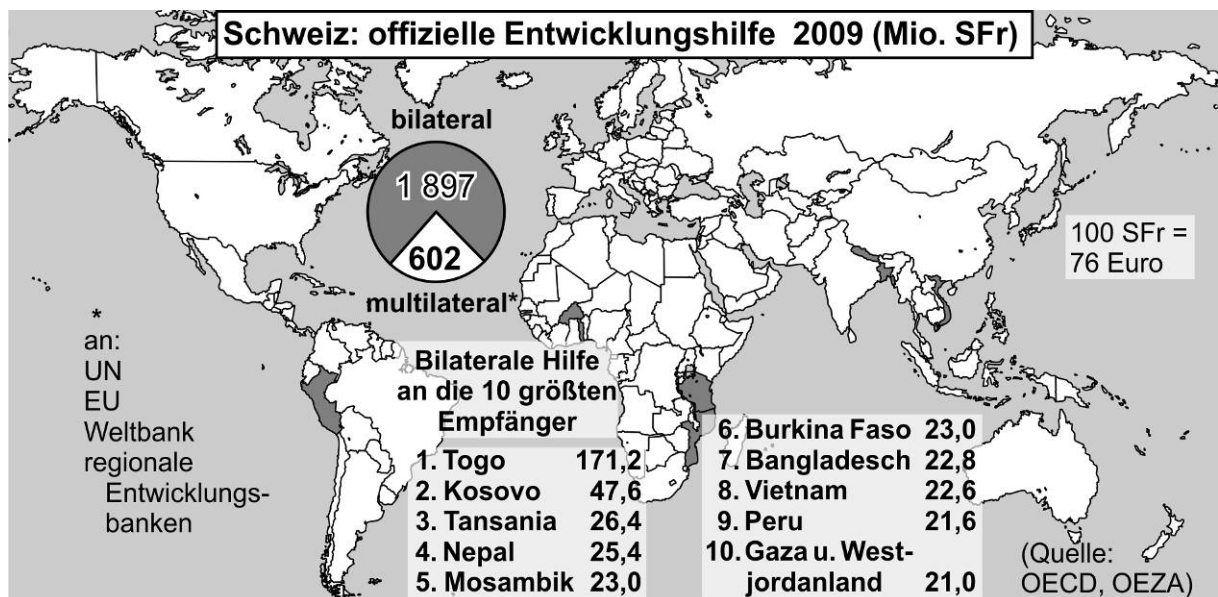 Schweiz: offizielle Entwicklungshilfe 2009 (Mio. SFr)
bilateral
1 897
602
multilateral*
100 SFr =
76 Euro
*
an:
UN
EU
Weltbank
regionale
Entwicklungs-
banken
Bilaterale Hilfe
an die 10 größten
Empfänger
1. Togo 171,2
2. Kosovo 47,6
3. Tansania 26,4
4. Nepal 25,4
5. Mosambik 23,0
6. Burkina Faso 23,0
7. Bangladesch 22,8
8. Vietnam 22,6
9. Peru 21,6
10. Gaza u. West-
jordanland 21,0
(Quelle:
OECD, OEZA)